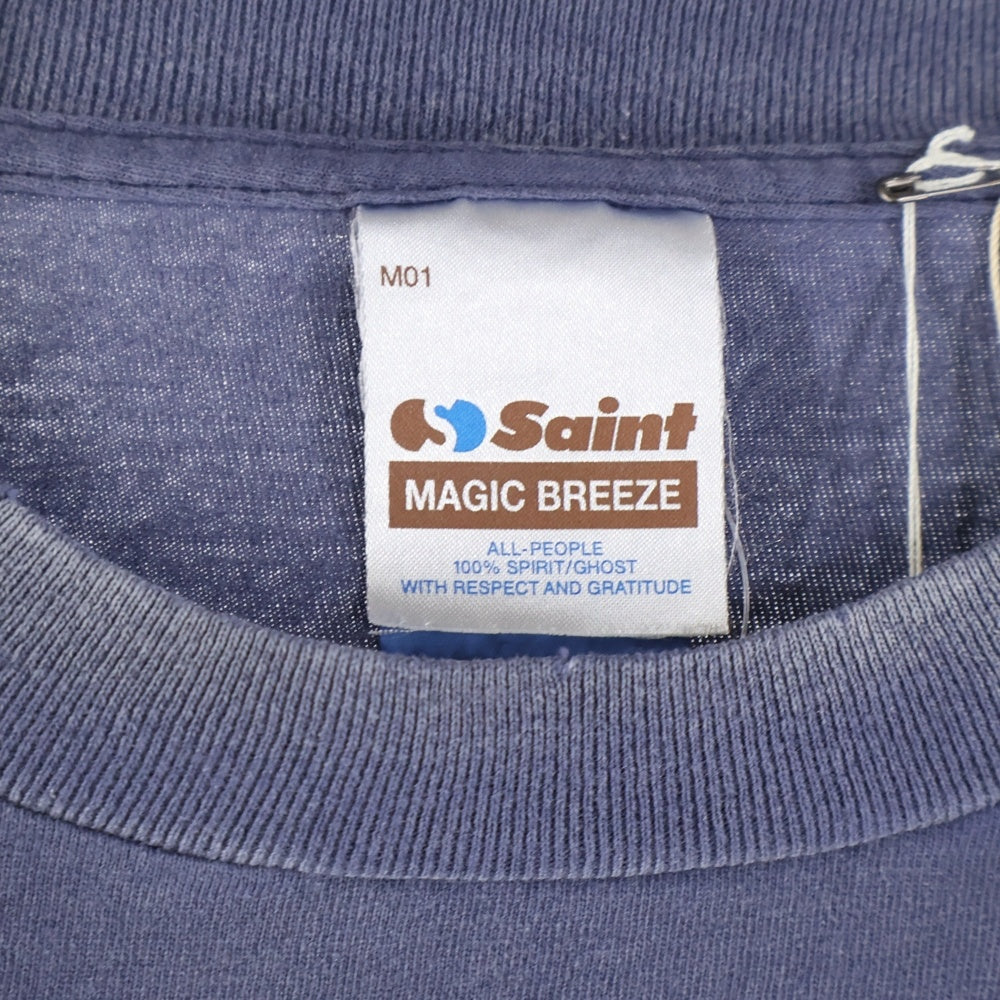 M01
S Saint
MAGIC BREEZE
ALL-PEOPLE
100% SPIRIT/GHOST
WITH RESPECT AND GRATITUDE